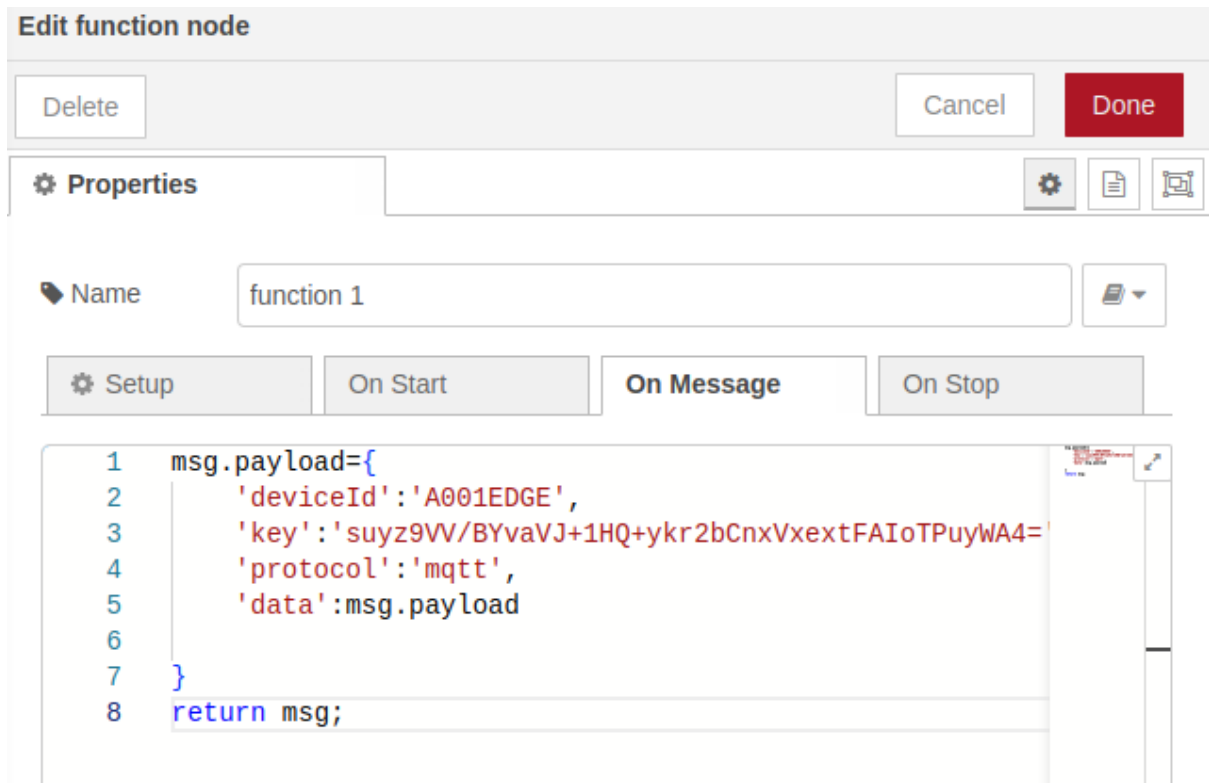 Edit function node
Delete
Cancel
Done
Properties
Name
function 1
Setup
On Start
On Message
On Stop
1 msg.payload={
2 'deviceId':'A001EDGE',
3 'key':'suyz9VV/BYvaVJ+1HQ+ykr2bCnxVxextFAIoTPuyWA4='
4 'protocol':'mqtt',
5 'data':msg.payload
6
7 }
8 return msg;